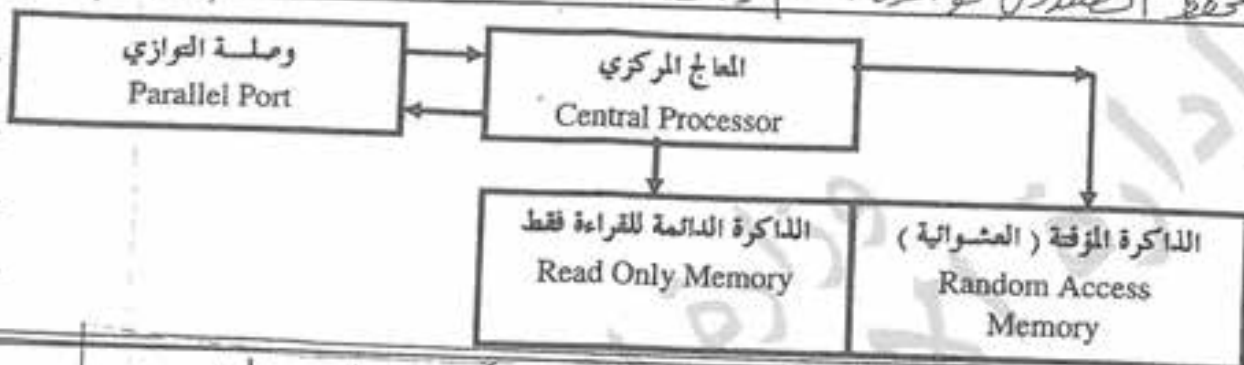 وصلة التوازي
Parallel Port
المعالج المركزي
Central Processor
الذاكرة الدائمة للقراءة فقط
Read Only Memory
الذاكرة المؤقتة ( العشوائية )
Random Access
Memory